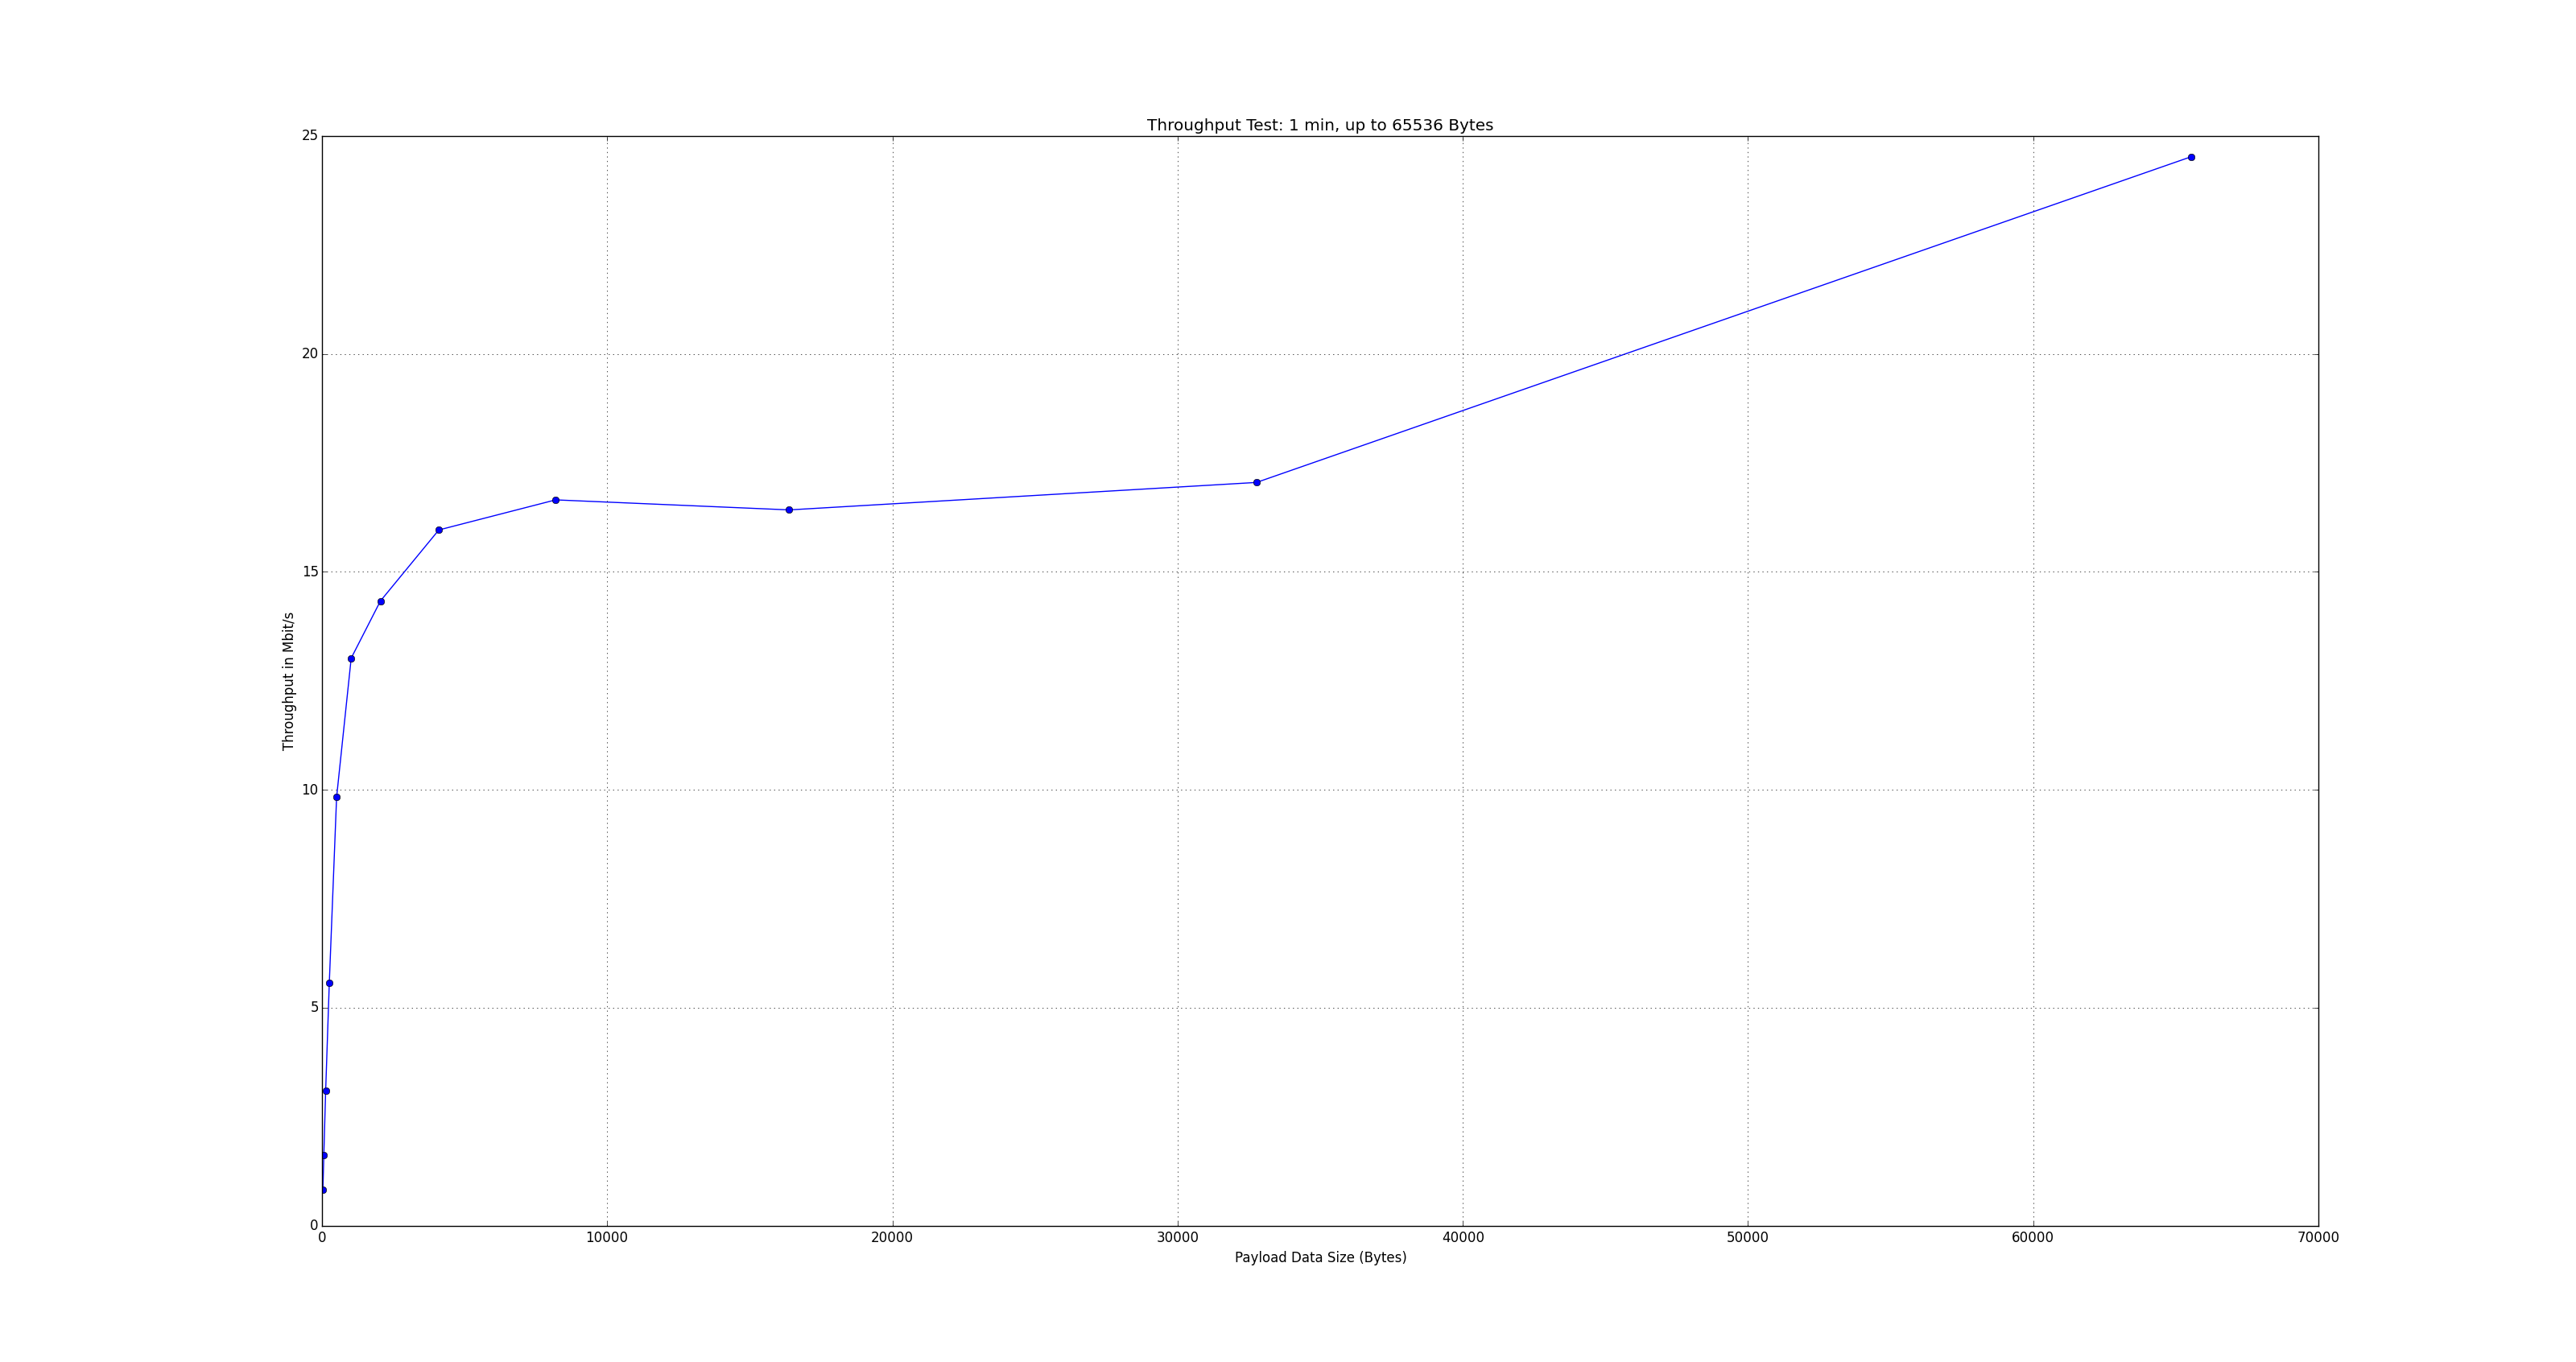 Throughput Test: 1 min, up to 65536 Bytes
25
20
15
10
5
0
Throughput in Mbit/s
0 10000 20000 30000 40000 50000 60000 70000
Payload Data Size (Bytes)